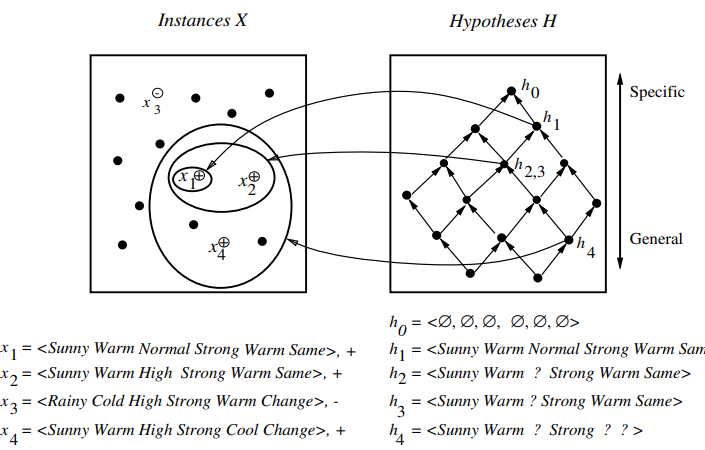 Instances X
Hypotheses H
x3
h0
Specific
h1
x1
x2
h2,3
x4
h4
General
h0 = <∅, ∅, ∅, ∅, ∅, ∅>
x1 = <Sunny Warm Normal Strong Warm Same>, +
h1 = <Sunny Warm Normal Strong Warm Sam
x2 = <Sunny Warm High Strong Warm Same>, +
h2 = <Sunny Warm ? Strong Warm Same>
x3 = <Rainy Cold High Strong Warm Change>, -
h3 = <Sunny Warm ? Strong Warm Same>
x4 = <Sunny Warm High Strong Cool Change>, +
h4 = <Sunny Warm ? Strong ? ? >